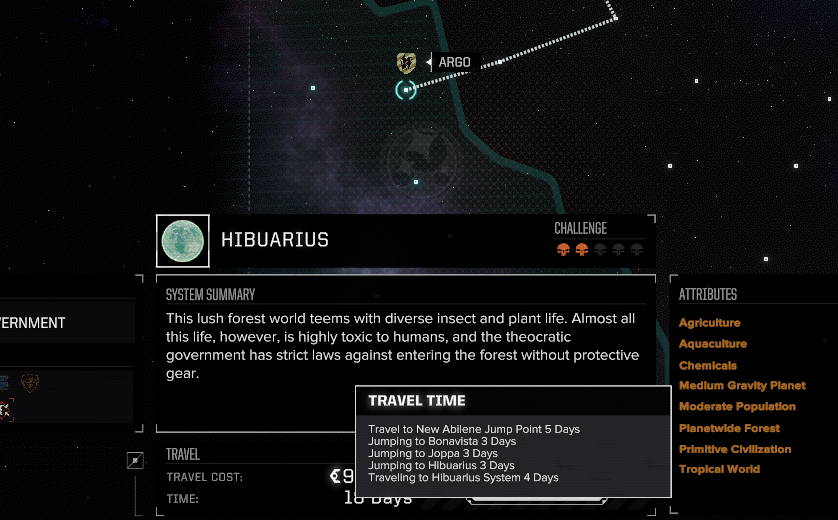 ARGO
HIBUARIUS
CHALLENGE
SYSTEM SUMMARY
This lush forest world teems with diverse insect and plant life. Almost all
this life, however, is highly toxic to humans, and the theocratic
government has strict laws against entering the forest without protective
gear.
ERNMENT
ATTRIBUTES
Agriculture
Aquaculture
Chemicals
Medium Gravity Planet
Moderate Population
Planetwide Forest
Primitive Civilization
Tropical World
TRAVEL TIME
Travel to New Abilene Jump Point 5 Days
Jumping to Bonavista 3 Days
Jumping to Joppa 3 Days
Jumping to Hibuarius 3 Days
Traveling to Hibuarius System 4 Days
TRAVEL
TRAVEL COST: 9
TIME: 18 Days